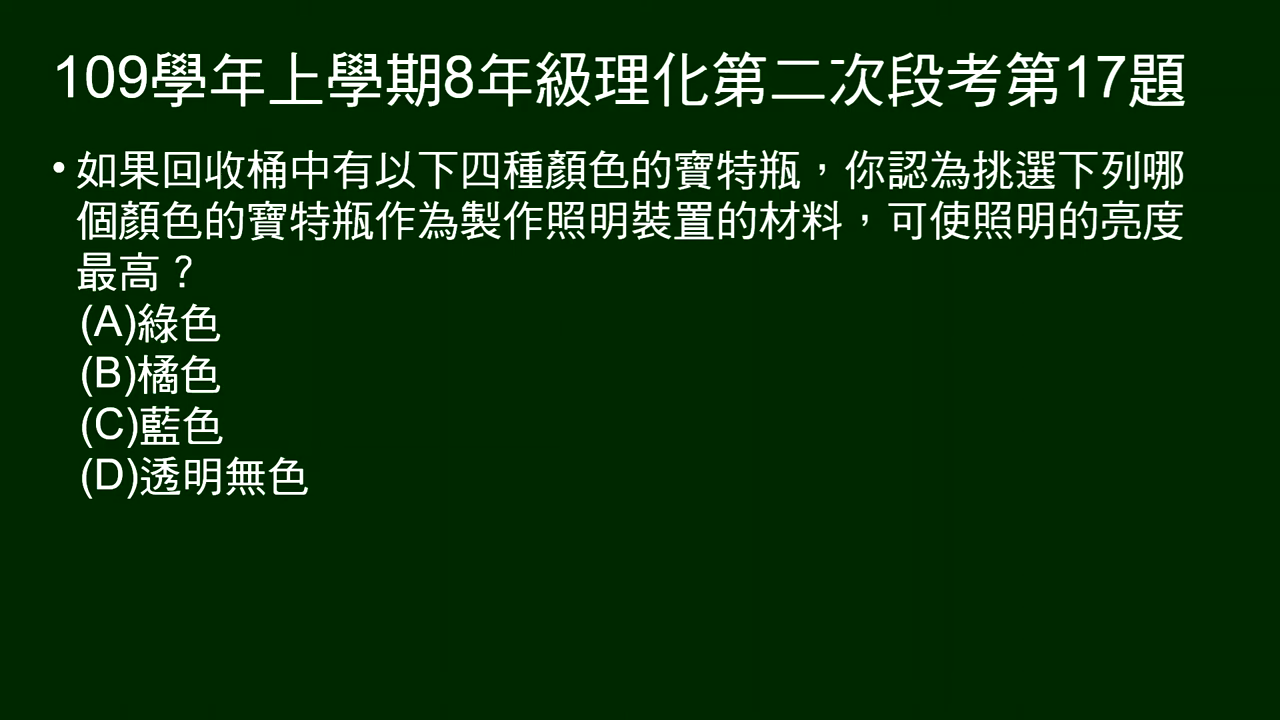 109學年上學期8年級理化第二次段考第17題
•如果回收桶中有以下四種顏色的寶特瓶，你認為挑選下列哪
個顏色的寶特瓶作為製作照明裝置的材料，可使照明的亮度
最高？
(A)綠色
(B)橘色
(C)藍色
(D)透明無色